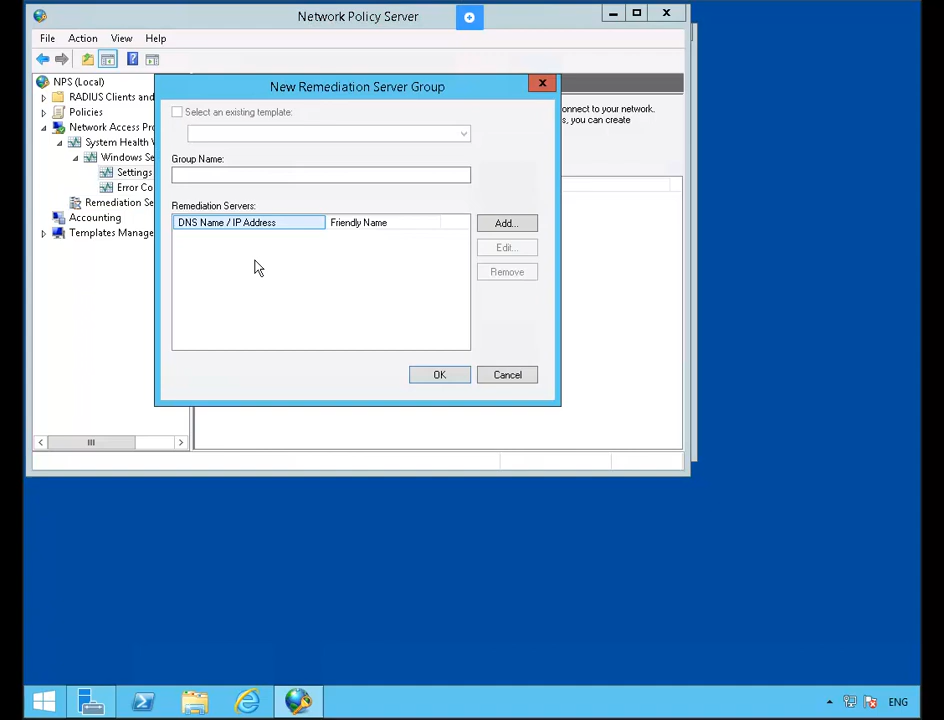 Network Policy Server
File Action View Help
NPS (Local)
RADIUS Clients and
Policies
Network Access Pro
System Health V
Windows Se
Settings
Error Co
Remediation Serv
Accounting
Templates Manage
New Remediation Server Group
Select an existing template:
Group Name:
Remediation Servers:
DNS Name / IP Address Friendly Name
Add...
Edit...
Remove
OK Cancel
onnect to your network.
s, you can create
ENG